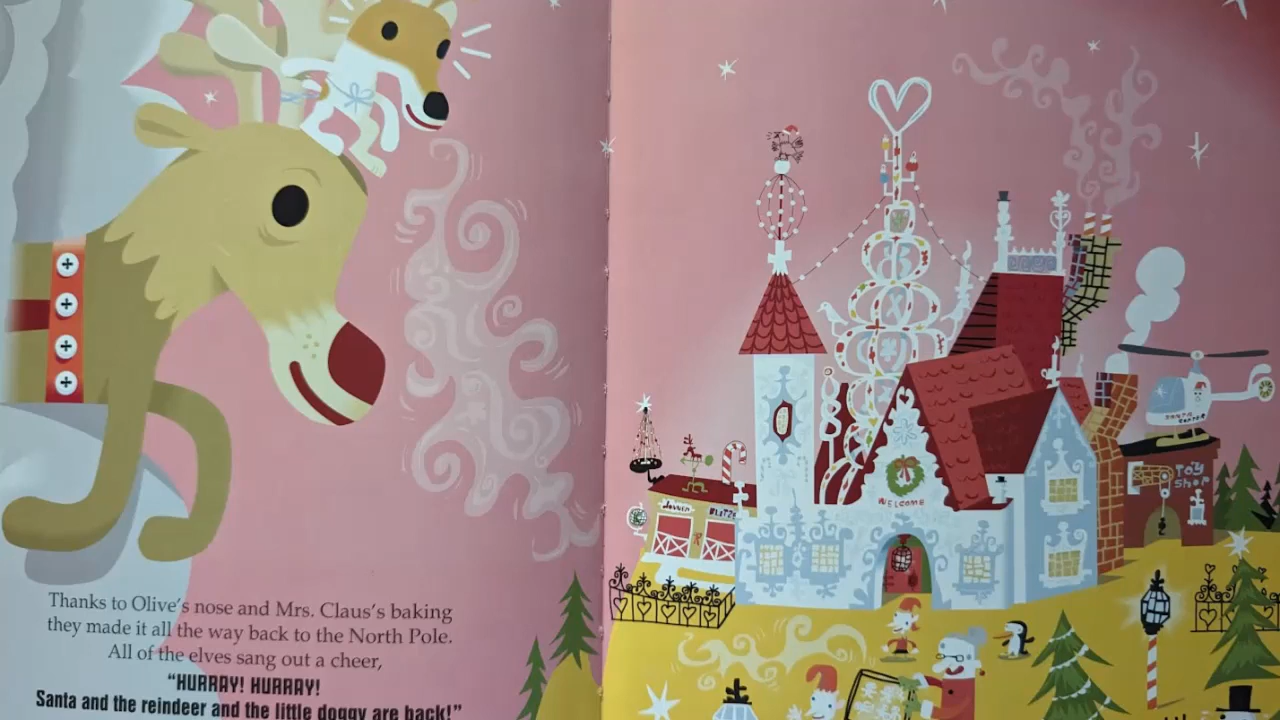 Thanks to Olive's nose and Mrs. Claus's baking
they made it all the way back to the North Pole.
All of the elves sang out a cheer,
"HURRAY! HURRAY!
Santa and the reindeer and the little doggy are back!"
WELCOME
TOY
SHOP